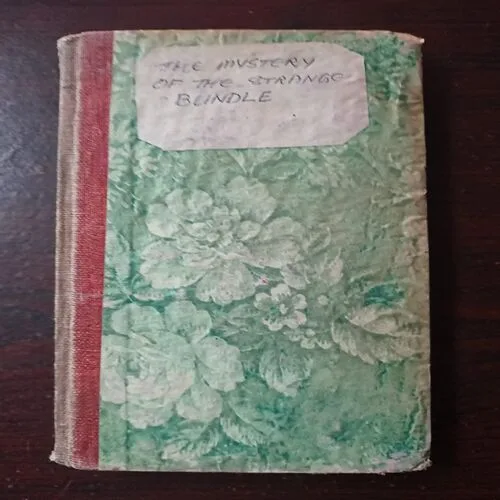 THE MYSTERY
OF THE STRANGE
BUNDLE